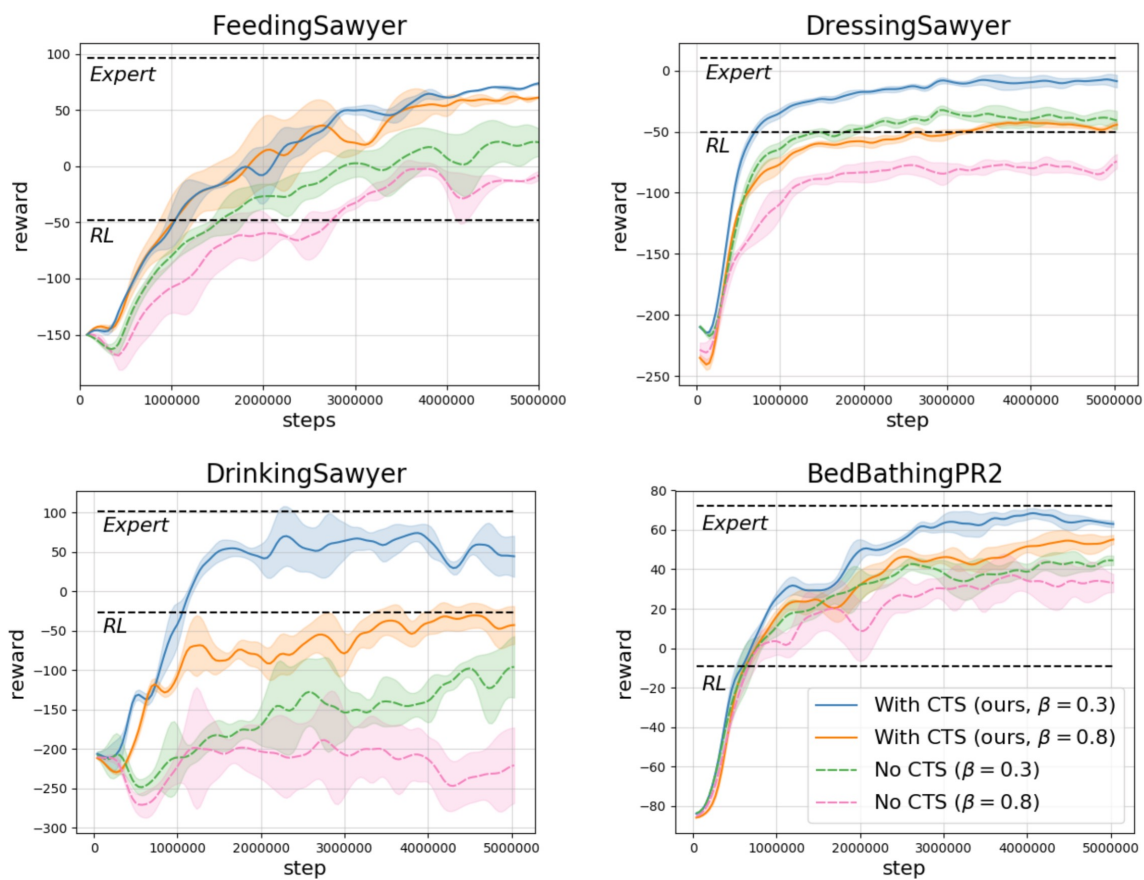 FeedingSawyer
100
50
0
−50
−100
−150
reward
Expert
RL
0
1000000
2000000
3000000
4000000
5000000
steps
DressingSawyer
0
−50
−100
−150
−200
−250
reward
Expert
RL
0
1000000
2000000
3000000
4000000
5000000
step
DrinkingSawyer
100
50
0
−50
−100
−150
−200
−250
−300
reward
Expert
RL
0
1000000
2000000
3000000
4000000
5000000
step
BedBathingPR2
80
60
40
20
0
−20
−40
−60
−80
reward
Expert
RL
With CTS (ours, β = 0.3)
With CTS (ours, β = 0.8)
No CTS (β = 0.3)
No CTS (β = 0.8)
0
1000000
2000000
3000000
4000000
5000000
step